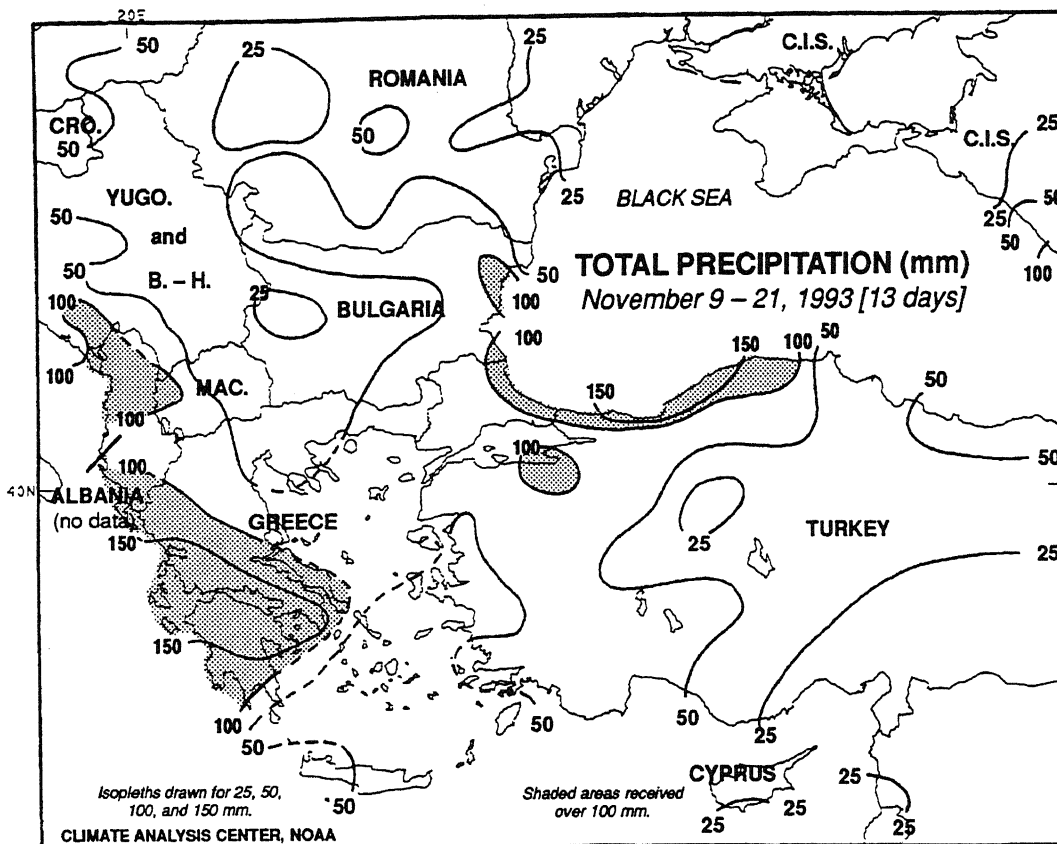 20E
50
25
25
C.I.S.
ROMANIA
25
CRO.
50
50
C.I.S.
25
YUGO.
25
BLACK SEA
50
25
50
and
50
50
TOTAL PRECIPITATION (mm)
100
B. – H.
25
100
November 9 – 21, 1993 [13 days]
100
BULGARIA
100
50
150
100
100
MAC.
150
50
100
100
100
50
40N
ALBANIA
(no data)
GREECE
TURKEY
150
25
25
150
100
50
50
50
25
50
CYPRUS
25
25
25
25
Isopleths drawn for 25, 50,
100, and 150 mm.
Shaded areas received
over 100 mm.
CLIMATE ANALYSIS CENTER, NOAA